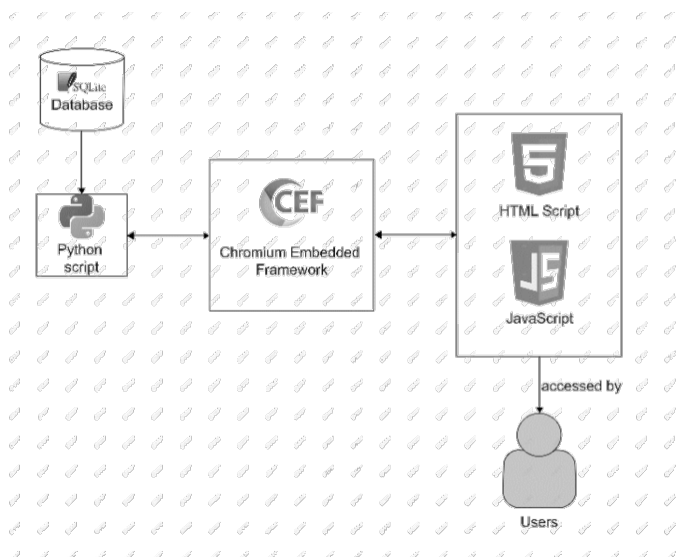 SQLite
Database
Python
script
CEF
Chromium Embedded
Framework
5
HTML Script
JS
JavaScript
accessed by
Users